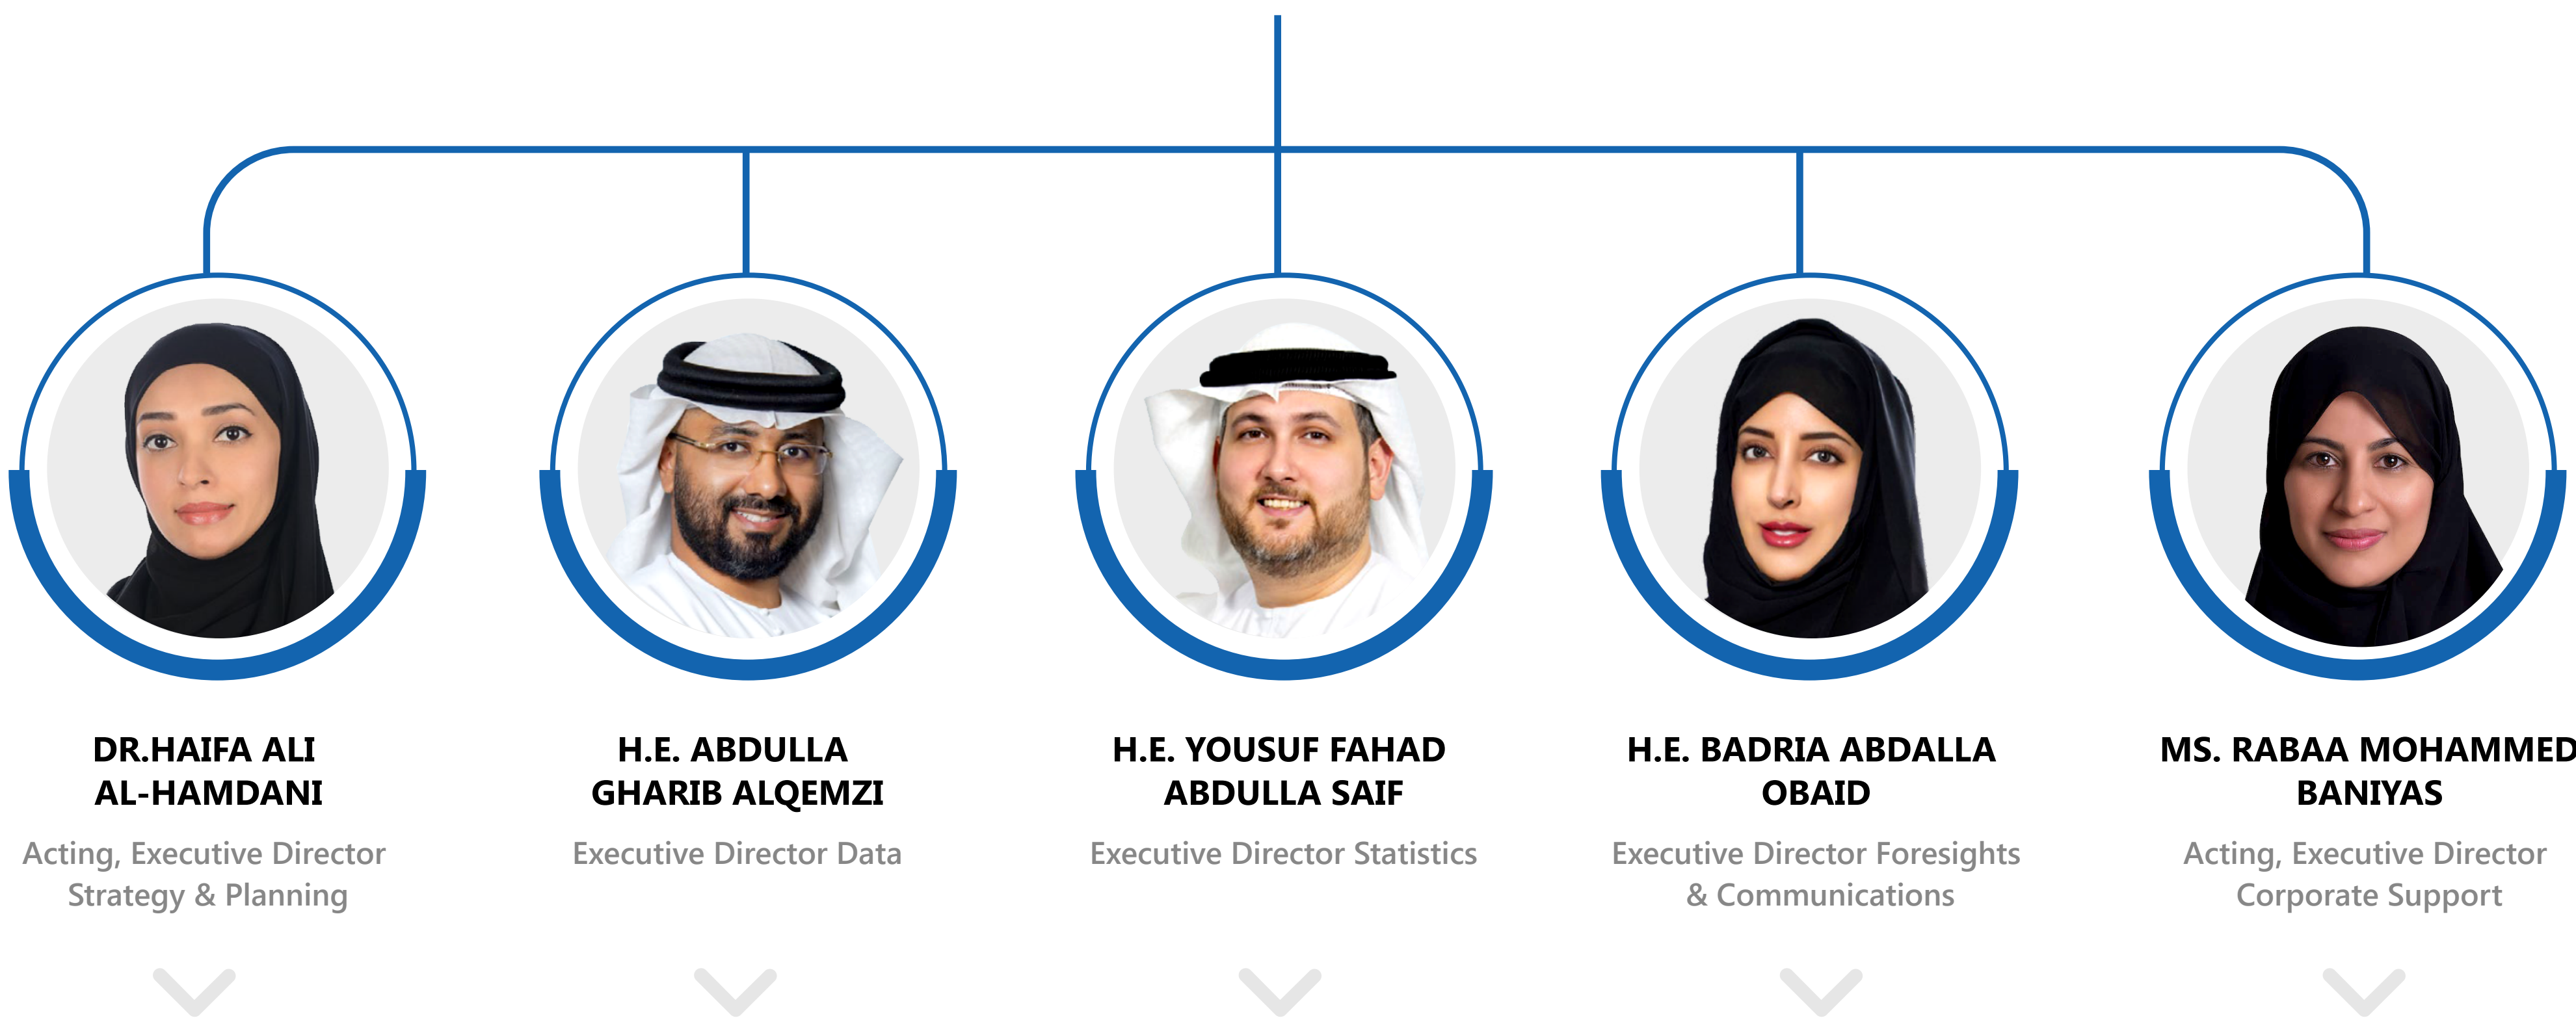 DR.HAIFA ALI
AL-HAMDANI
Acting, Executive Director
Strategy & Planning
H.E. ABDULLA
GHARIB ALQEMZI
Executive Director Data
H.E. YOUSUF FAHAD
ABDULLA SAIF
Executive Director Statistics
H.E. BADRIA ABDALLA
OBAID
Executive Director Foresights
& Communications
MS. RABAA MOHAMMED
BANIYAS
Acting, Executive Director
Corporate Support